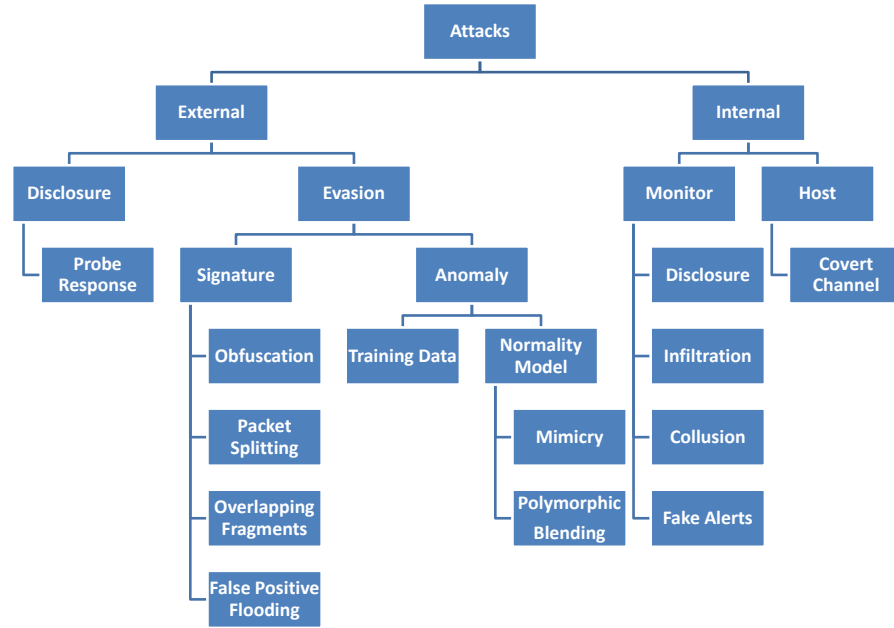 Attacks
External
Internal
Disclosure
Evasion
Monitor
Host
Probe
Response
Signature
Anomaly
Disclosure
Covert
Channel
Obfuscation
Training Data
Normality
Model
Infiltration
Packet
Splitting
Mimicry
Collusion
Overlapping
Fragments
Polymorphic
Blending
Fake Alerts
False Positive
Flooding